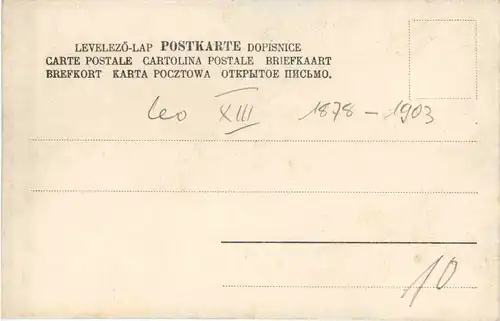 LEVELEZŐ-LAP POSTKARTE DOPISNICE
CARTE POSTALE CARTOLINA POSTALE BRIEFKAART
BREFKORT KARTA POCZTOWA ОТКРЫТОЕ ПИСЬМО.
Leo XIII 1878 - 1903
10